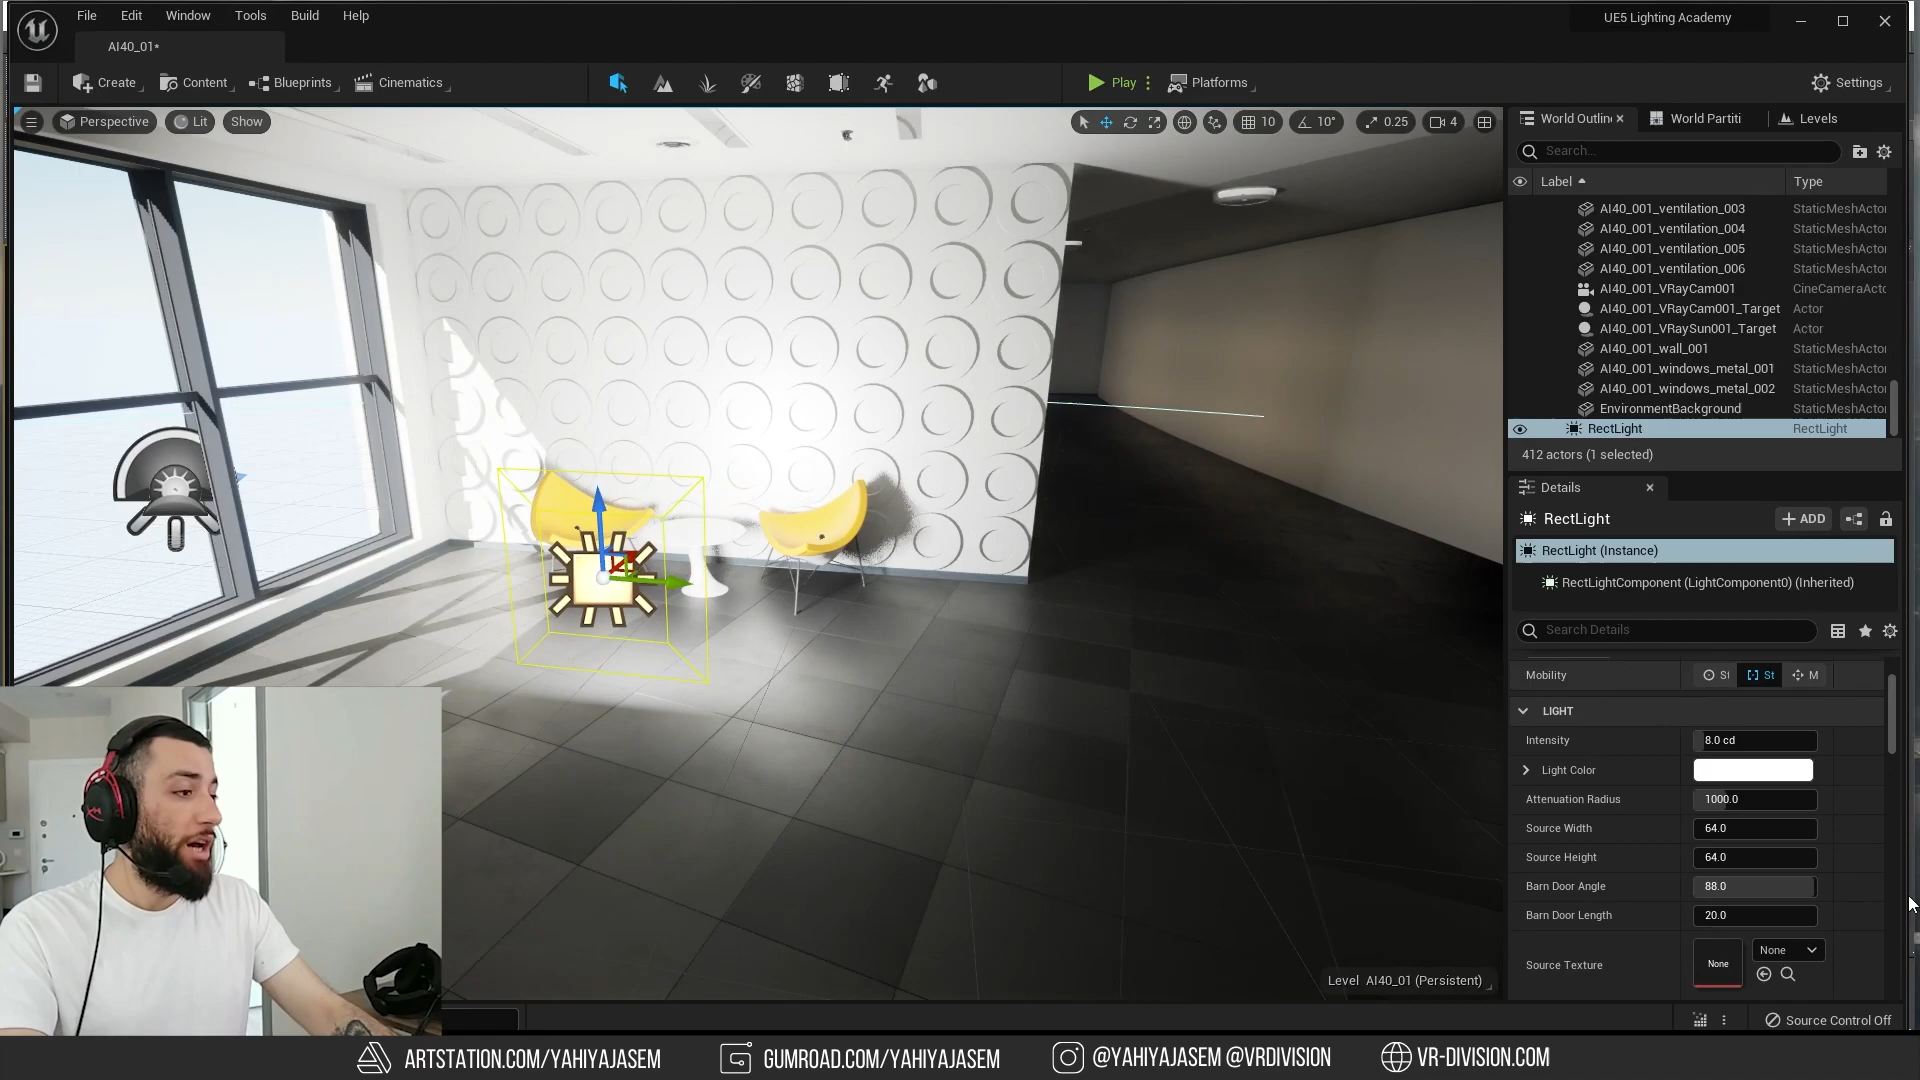 File Edit Window Tools Build Help
UE5 Lighting Academy
AI40_01*
Create Content Blueprints Cinematics
Play Platforms
Settings
Perspective Lit Show
10 10° 0.25 4
World Outlin World Partiti Levels
Search...
Label Type
AI40_001_ventilation_003 StaticMeshActor
AI40_001_ventilation_004 StaticMeshActor
AI40_001_ventilation_005 StaticMeshActor
AI40_001_ventilation_006 StaticMeshActor
AI40_001_VRayCam001 CineCameraActo
AI40_001_VRayCam001_Target Actor
AI40_001_VRaySun001_Target Actor
AI40_001_wall_001 StaticMeshActor
AI40_001_windows_metal_001 StaticMeshActor
AI40_001_windows_metal_002 StaticMeshActor
EnvironmentBackground StaticMeshActor
RectLight RectLight
412 actors (1 selected)
Details
RectLight
ADD
RectLight (Instance)
RectLightComponent (LightComponent0) (Inherited)
Search Details
Mobility St St M
LIGHT
Intensity 8.0 cd
Light Color
Attenuation Radius 1000.0
Source Width 64.0
Source Height 64.0
Barn Door Angle 88.0
Barn Door Length 20.0
Source Texture None None
Level AI40_01 (Persistent)
Source Control Off
ARTSTATION.COM/YAHIYAJASEM GUMROAD.COM/YAHIYAJASEM @YAHIYAJASEM @VRDIVISION VR-DIVISION.COM